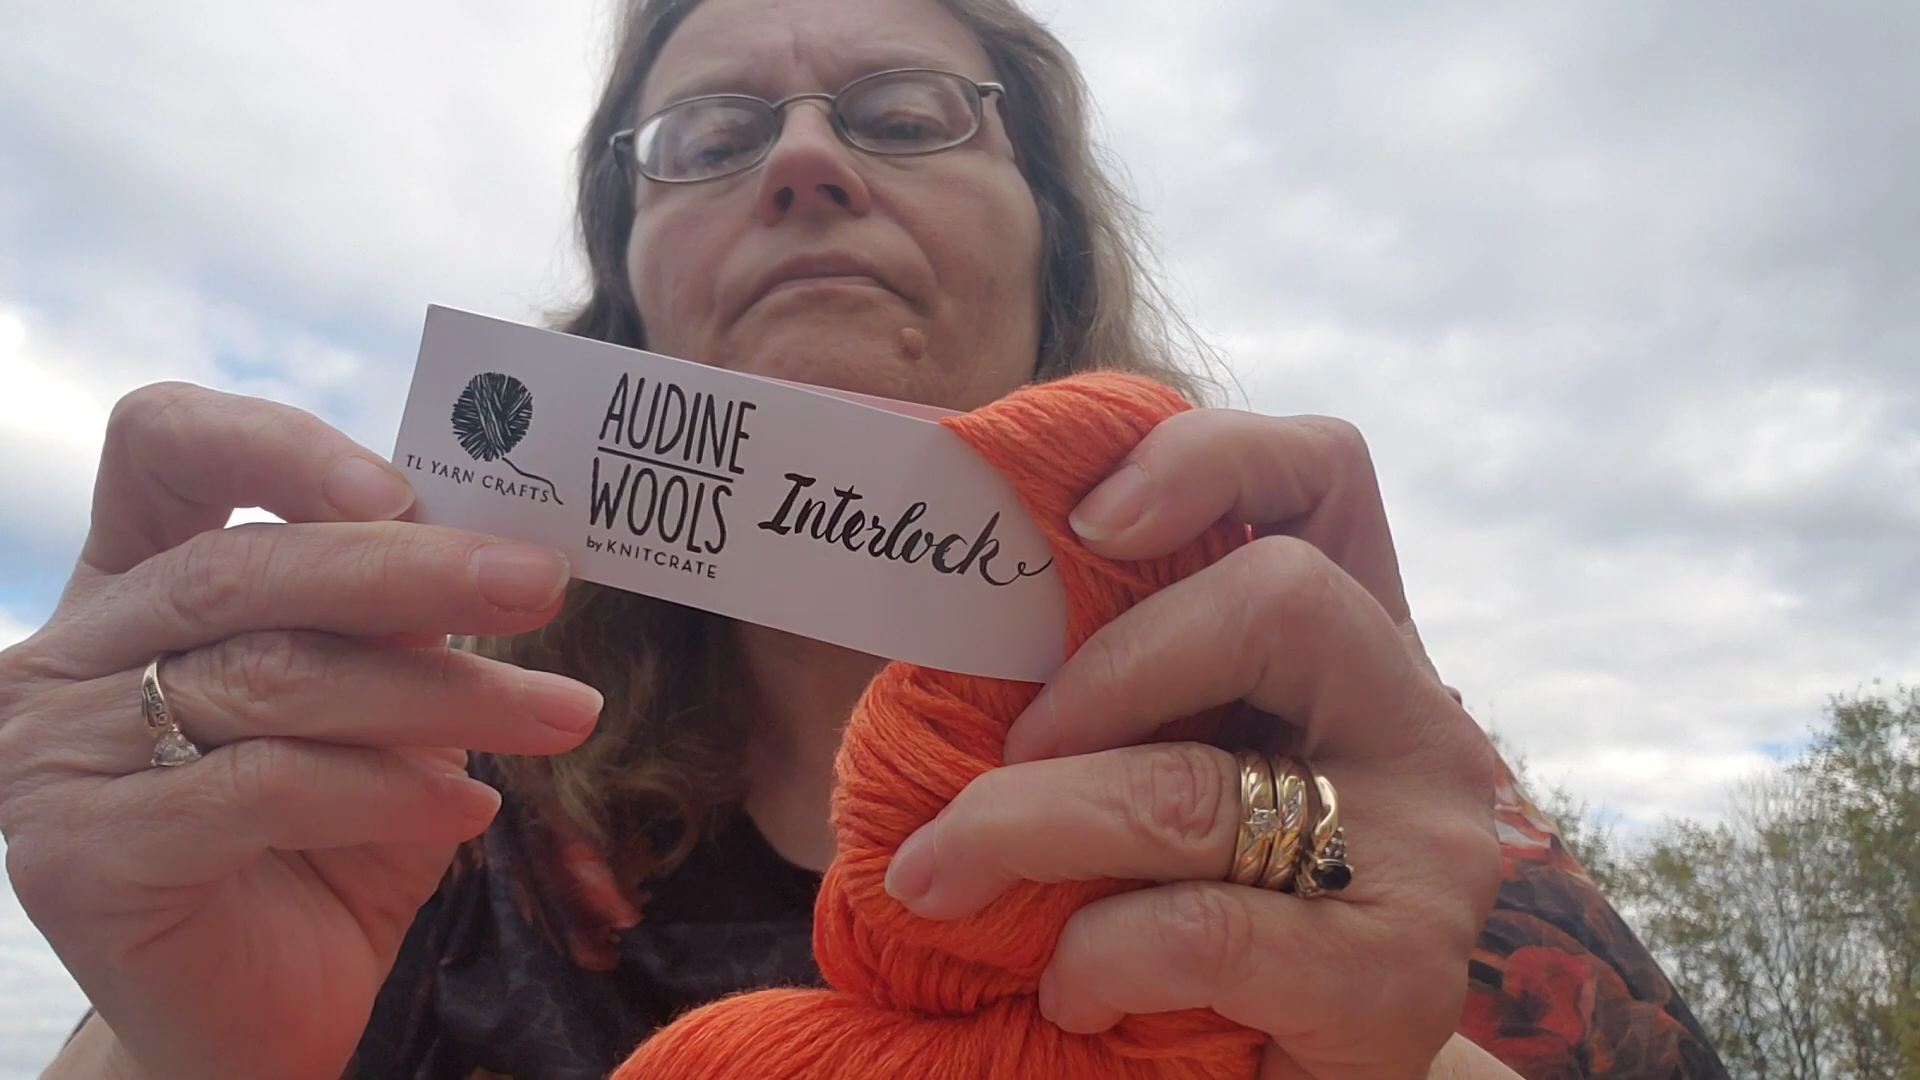 TL YARN CRAFTS
AUDINE
WOOLS
by KNITCRATE
Interlock